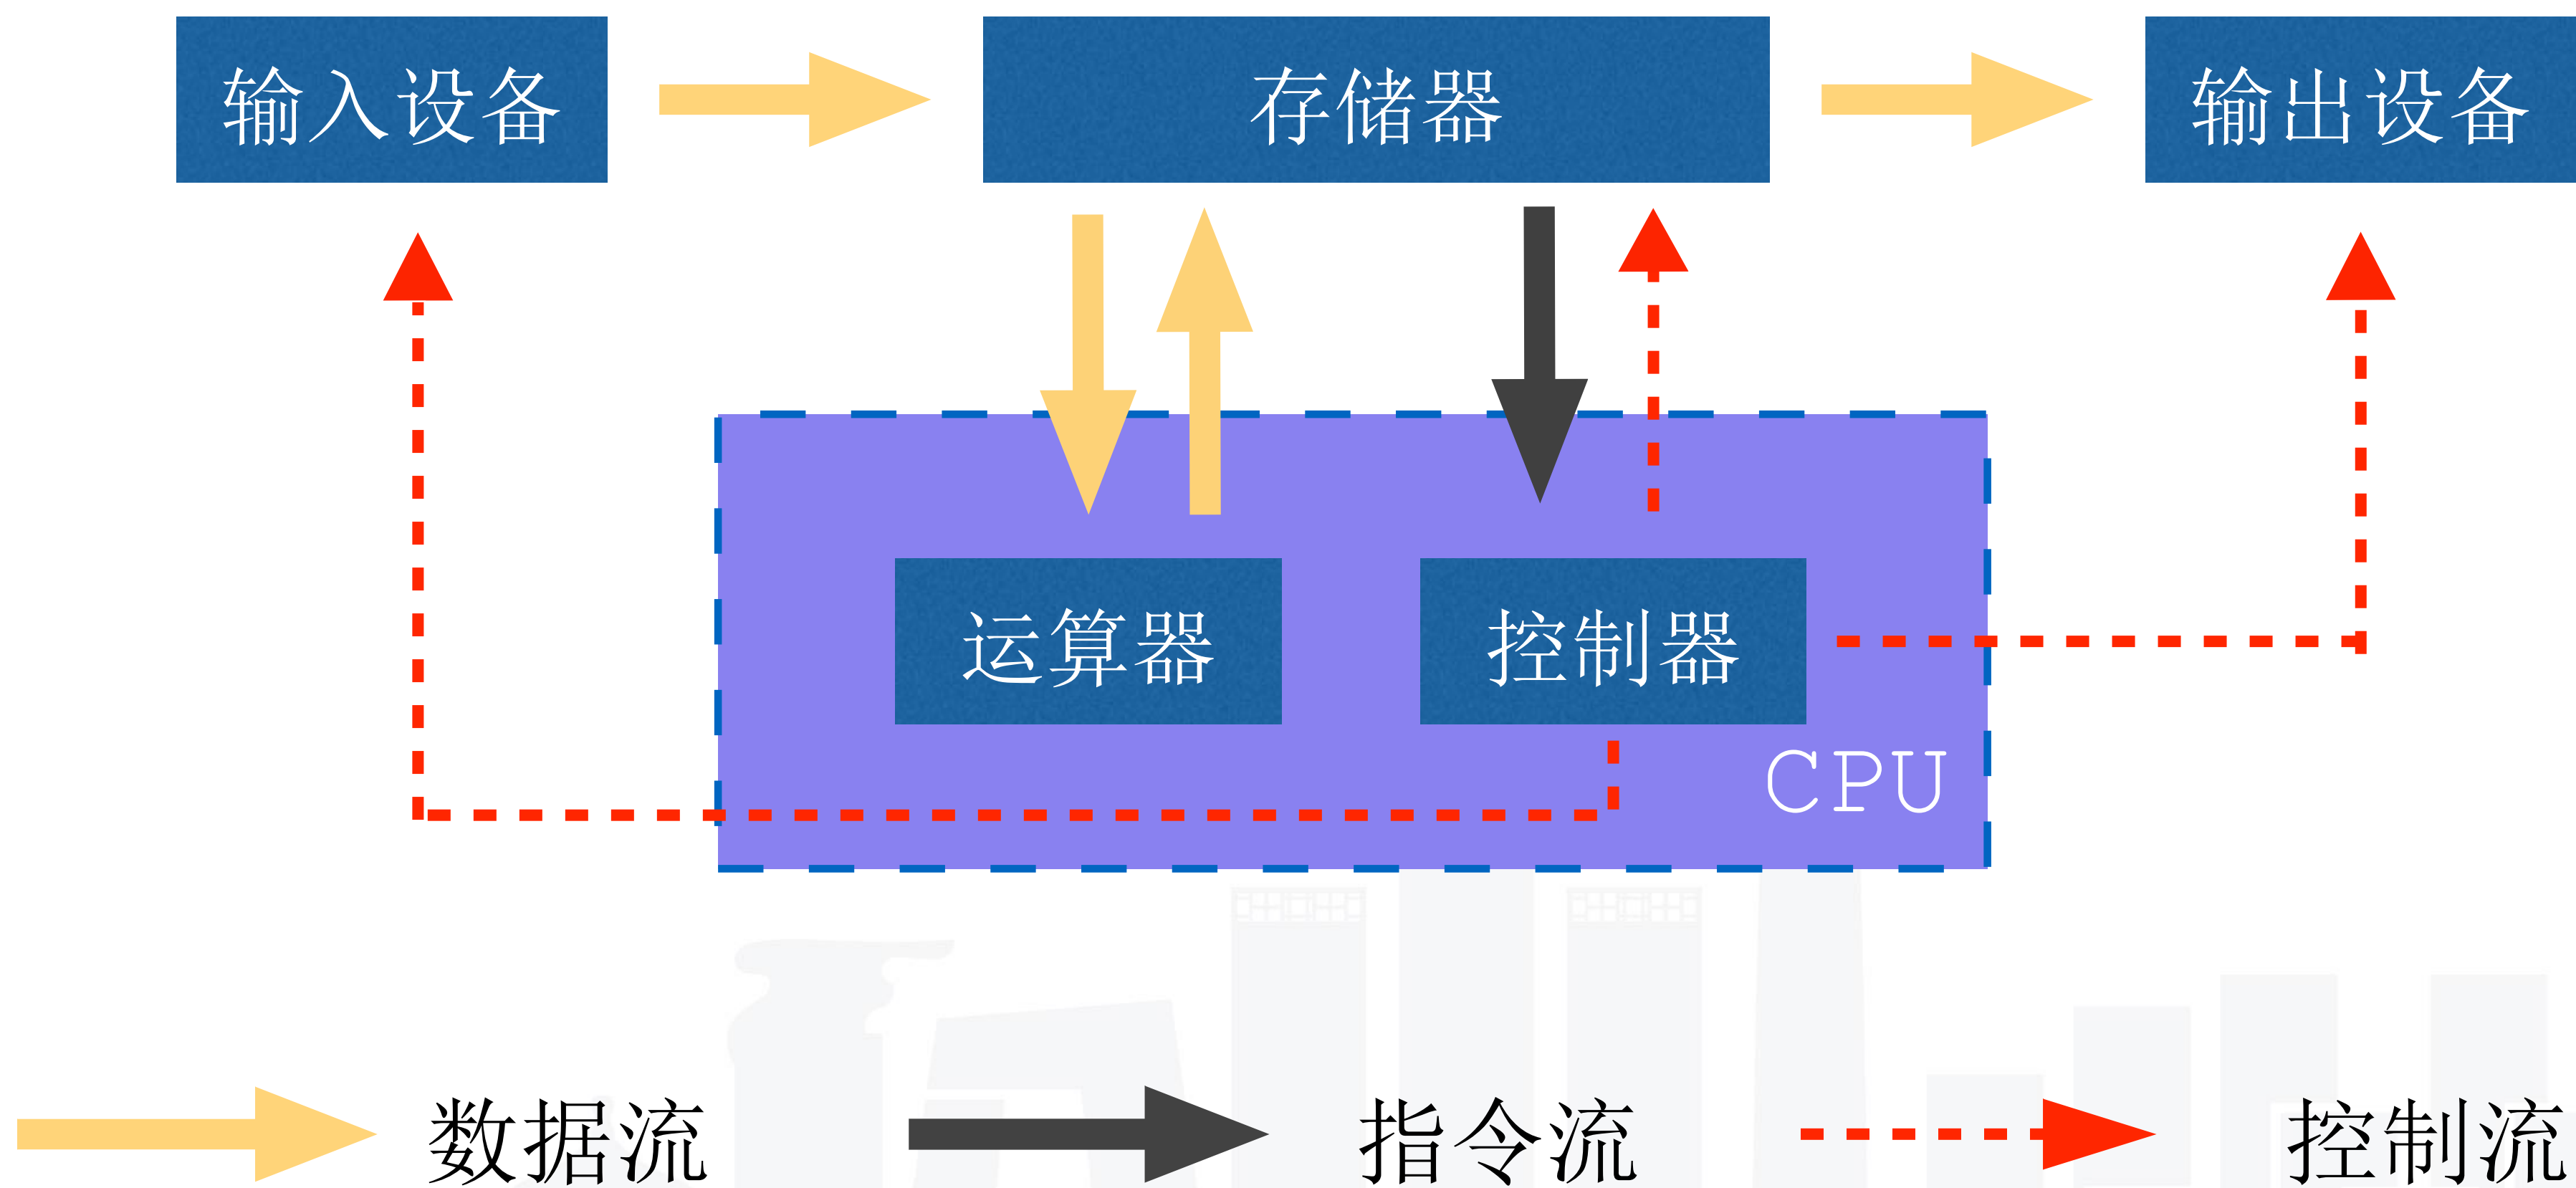 输入设备
存储器
输出设备
运算器
控制器
CPU
数据流
指令流
控制流